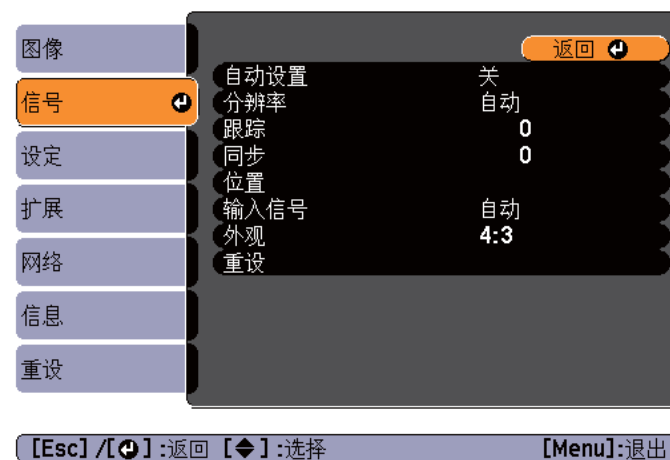 图像
信号
设定
扩展
网络
信息
重设
返回
自动设置 关
分辨率 自动
跟踪 0
同步 0
位置
输入信号 自动
外观 4:3
重设
[Esc] /[⏎] :返回 [◆] :选择 [Menu]:退出